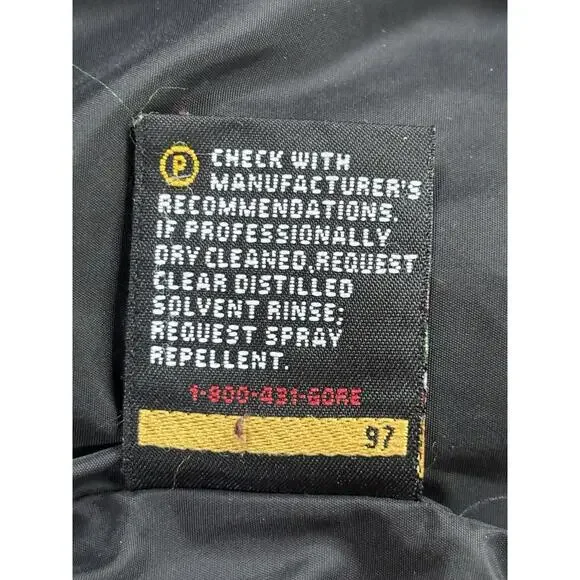 P CHECK WITH
MANUFACTURER'S
RECOMMENDATIONS.
IF PROFESSIONALLY
DRY CLEANED, REQUEST
CLEAR DISTILLED
SOLVENT RINSE;
REQUEST SPRAY
REPELLENT.
1-800-431-GORE
97